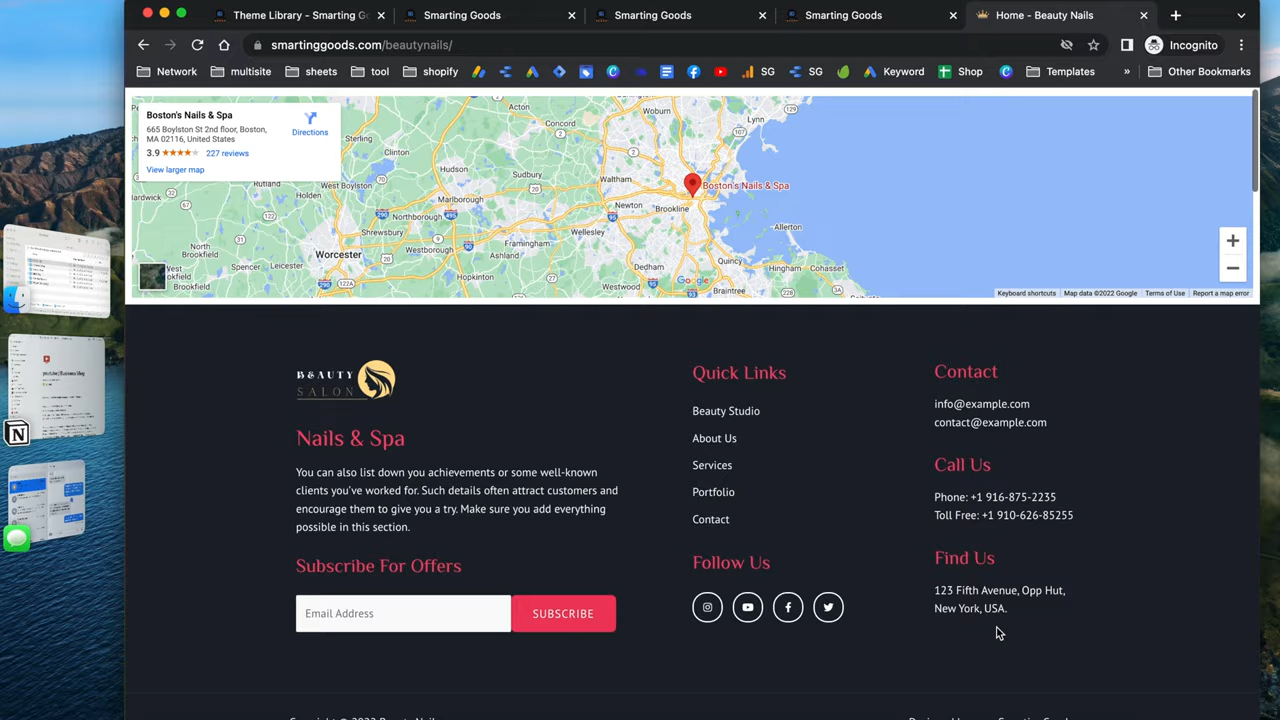 Theme Library - Smarting G
Smarting Goods
Smarting Goods
Smarting Goods
Home - Beauty Nails
smartinggoods.com/beautynails/
Incognito
Network
multisite
sheets
tool
shopify
SG
SG
Keyword
Shop
Templates
»
Other Bookmarks
Boston's Nails & Spa
665 Boylston St 2nd floor, Boston,
MA 02116, United States
3.9
227 reviews
View larger map
Directions
Acton
Woburn
Lynn
Sterling
Concord
Clinton
Hudson
Waltham
Boston's Nails & Spa
Rutland
Holden
West Boylston
Sudbury
Marlborough
Newton
Brookline
Northborough
Shrewsbury
Wellesley
Allerton
North
Brookfield
Spencer
Leicester
Worcester
Westborough
Framingham
Ashland
Dedham
Quincy
Hingham
Cohasset
West
Brookfield
Hopkinton
Westwood
Braintree
Google
Keyboard shortcuts
Map data ©2022 Google
Terms of Use
Report a map error
BEAUTY
SALON
Nails & Spa
You can also list down you achievements or some well-known
clients you've worked for. Such details often attract customers and
encourage them to give you a try. Make sure you add everything
possible in this section.
Subscribe For Offers
Email Address
SUBSCRIBE
Quick Links
Beauty Studio
About Us
Services
Portfolio
Contact
Follow Us
Contact
info@example.com
contact@example.com
Call Us
Phone: +1 916-875-2235
Toll Free: +1 910-626-85255
Find Us
123 Fifth Avenue, Opp Hut,
New York, USA.